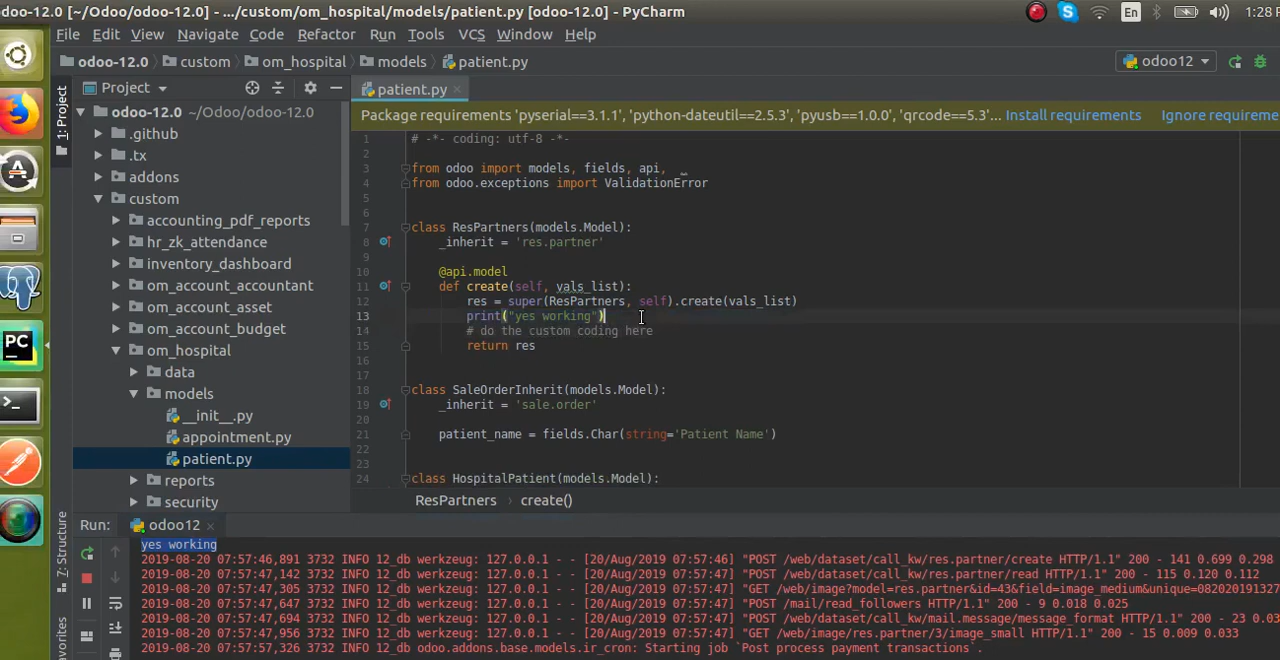 odoo-12.0 [~/Odoo/odoo-12.0] - .../custom/om_hospital/models/patient.py [odoo-12.0] - PyCharm
En
1:28 P
File Edit View Navigate Code Refactor Run Tools VCS Window Help
odoo-12.0 custom om_hospital models patient.py
odoo12
1: Project
Project
patient.py
odoo-12.0 ~/Odoo/odoo-12.0
.github
.tx
addons
custom
accounting_pdf_reports
hr_zk_attendance
inventory_dashboard
om_account_accountant
om_account_asset
om_account_budget
om_hospital
data
models
__init__.py
appointment.py
patient.py
reports
security
PC
Package requirements 'pyserial==3.1.1', 'python-dateutil==2.5.3', 'pyusb==1.0.0', 'qrcode==5.3'... Install requirements Ignore requireme
1 # -*- coding: utf-8 -*-
2
3 from odoo import models, fields, api, _
4 from odoo.exceptions import ValidationError
5
6
7 class ResPartners(models.Model):
8 _inherit = 'res.partner'
9
10 @api.model
11 def create(self, vals_list):
12 res = super(ResPartners, self).create(vals_list)
13 print("yes working")
14 # do the custom coding here
15 return res
16
17
18 class SaleOrderInherit(models.Model):
19 _inherit = 'sale.order'
20
21 patient_name = fields.Char(string='Patient Name')
22
23
24 class HospitalPatient(models.Model):
ResPartners › create()
7: Structure
avorites
Run: odoo12
yes working
2019-08-20 07:57:46,891 3732 INFO 12_db werkzeug: 127.0.0.1 - - [20/Aug/2019 07:57:46] "POST /web/dataset/call_kw/res.partner/create HTTP/1.1" 200 - 141 0.699 0.298
2019-08-20 07:57:47,142 3732 INFO 12_db werkzeug: 127.0.0.1 - - [20/Aug/2019 07:57:47] "POST /web/dataset/call_kw/res.partner/read HTTP/1.1" 200 - 115 0.120 0.112
2019-08-20 07:57:47,305 3732 INFO 12_db werkzeug: 127.0.0.1 - - [20/Aug/2019 07:57:47] "GET /web/image?model=res.partner&id=43&field=image_medium&unique=082020191327
2019-08-20 07:57:47,647 3732 INFO 12_db werkzeug: 127.0.0.1 - - [20/Aug/2019 07:57:47] "POST /mail/read_followers HTTP/1.1" 200 - 9 0.018 0.025
2019-08-20 07:57:47,694 3732 INFO 12_db werkzeug: 127.0.0.1 - - [20/Aug/2019 07:57:47] "POST /web/dataset/call_kw/mail.message/message_format HTTP/1.1" 200 - 23 0.03
2019-08-20 07:57:47,956 3732 INFO 12_db werkzeug: 127.0.0.1 - - [20/Aug/2019 07:57:47] "GET /web/image/res.partner/3/image_small HTTP/1.1" 200 - 15 0.009 0.033
2019-08-20 07:57:57,326 3732 INFO 12_db odoo.addons.base.models.ir_cron: Starting job `Post process payment transactions`.